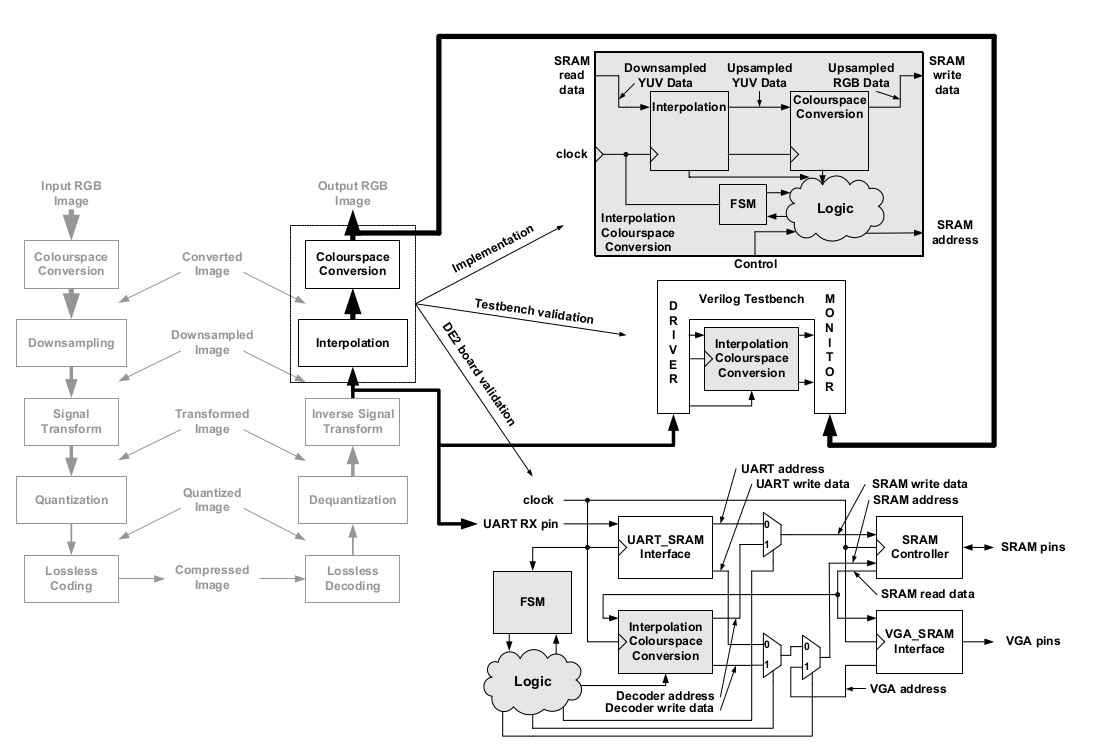 Input RGB
Image
Colourspace
Conversion
Downsampling
Signal
Transform
Quantization
Lossless
Coding
Converted
Image
Downsampled
Image
Transformed
Image
Quantized
Image
Compressed
Image
Output RGB
Image
Colourspace
Conversion
Interpolation
Inverse Signal
Transform
Dequantization
Lossless
Decoding
Implementation
Testbench validation
DE2 board validation
SRAM
read
data
Downsampled
YUV Data
Upsampled
YUV Data
Upsampled
RGB Data
SRAM
write
data
Interpolation
Colourspace
Conversion
clock
FSM
Logic
Interpolation
Colourspace
Conversion
SRAM
address
Control
DRIVER
Verilog Testbench
MONITOR
Interpolation
Colourspace
Conversion
UART address
UART write data
SRAM write data
SRAM address
clock
UART RX pin
UART_SRAM
Interface
0
1
SRAM
Controller
SRAM pins
SRAM read data
FSM
Interpolation
Colourspace
Conversion
0
1
0
1
VGA_SRAM
Interface
VGA pins
Logic
Decoder address
Decoder write data
VGA address